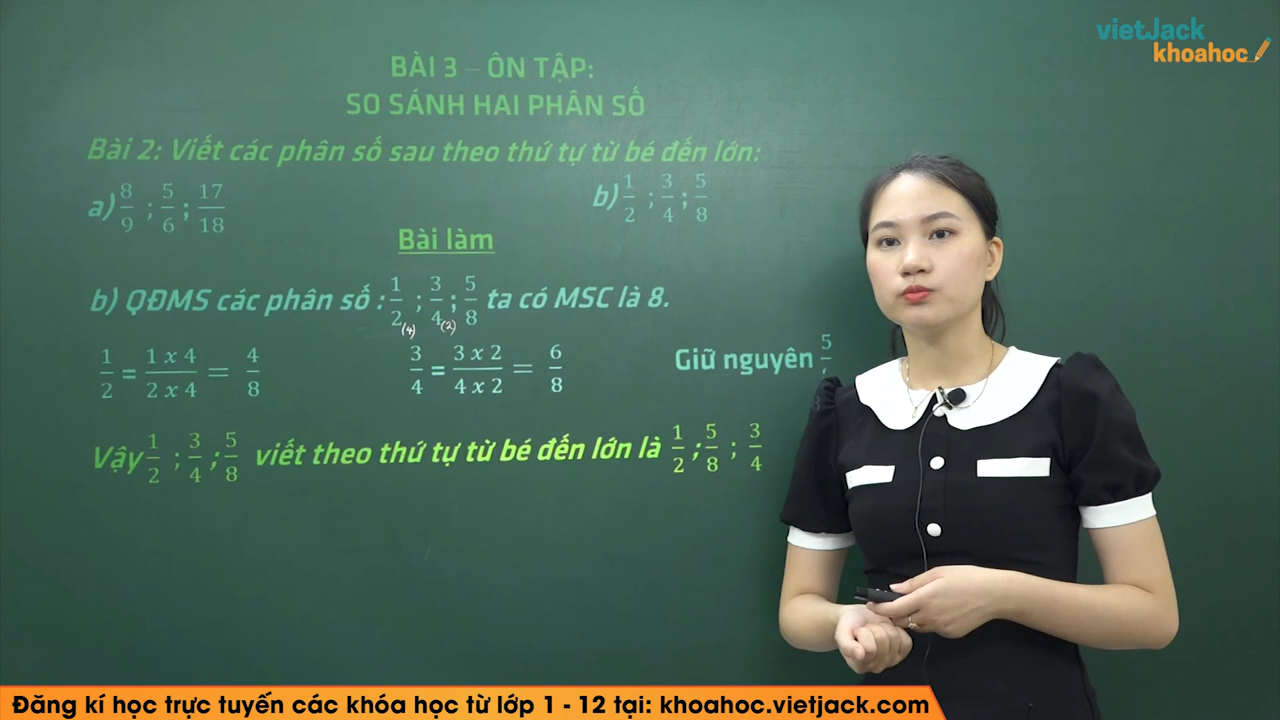 vietJack
khoahoc
BÀI 3 – ÔN TẬP:
SO SÁNH HAI PHÂN SỐ
Bài 2: Viết các phân số sau theo thứ tự từ bé đến lớn:
a) 8/9 ; 5/6 ; 17/18 b) 1/2 ; 3/4 ; 5/8
Bài làm
b) QĐMS các phân số : 1/2 ; 3/4 ; 5/8 ta có MSC là 8.
(4) (2)
1/2 = 1 x 4 / 2 x 4 = 4/8 3/4 = 3 x 2 / 4 x 2 = 6/8 Giữ nguyên 5/
Vậy 1/2 ; 3/4 ; 5/8 viết theo thứ tự từ bé đến lớn là 1/2 ; 5/8 ; 3/4
Đăng kí học trực tuyến các khóa học từ lớp 1 - 12 tại: khoahoc.vietjack.com